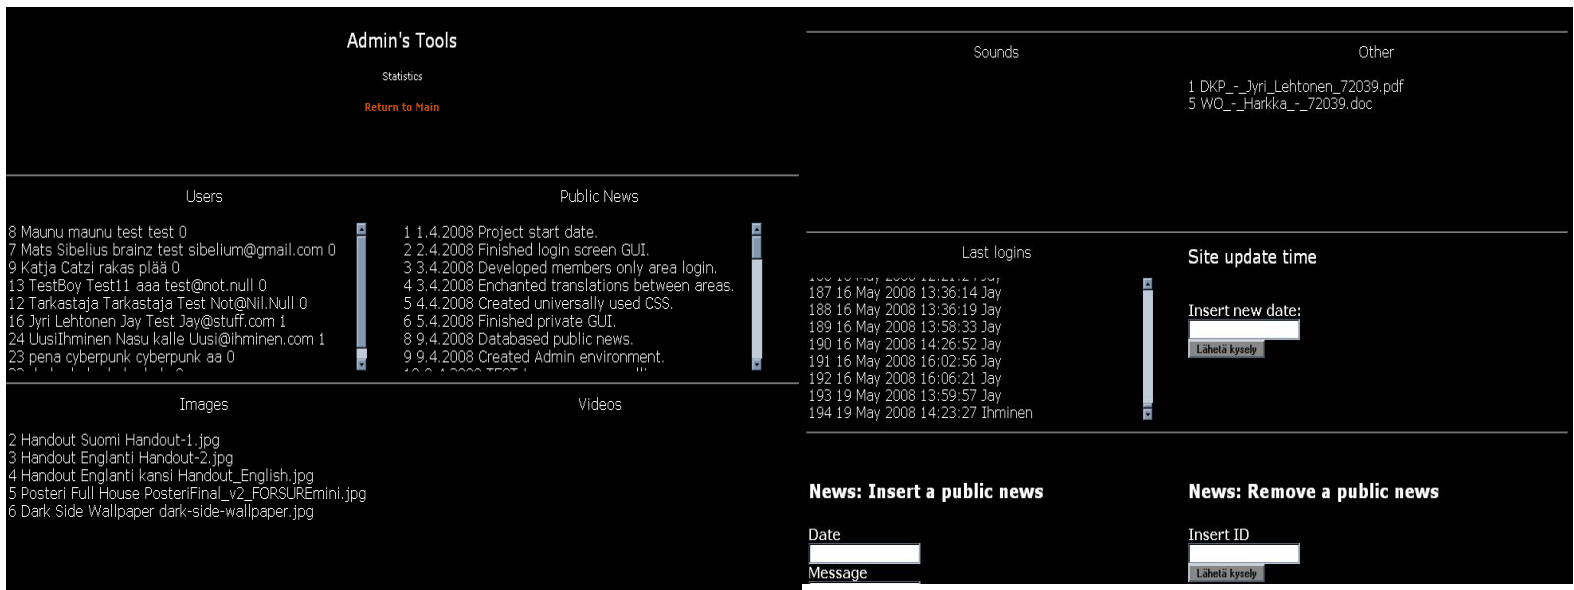 Admin's Tools
Statistics
Return to Main
Users
8 Maunu maunu test test 0
7 Mats Sibelius brainz test sibelium@gmail.com 0
9 Katja Catzi rakas plää 0
13 TestBoy Test11 aaa test@not.null 0
12 Tarkastaja Tarkastaja Test Not@Nil.Null 0
16 Jyri Lehtonen Jay Test Jay@stuff.com 1
24 UusiIhminen Nasu kalle Uusi@ihminen.com 1
23 pena cyberpunk cyberpunk aa 0
Public News
1 1.4.2008 Project start date.
2 2.4.2008 Finished login screen GUI.
3 3.4.2008 Developed members only area login.
4 3.4.2008 Enchanted translations between areas.
5 4.4.2008 Created universally used CSS.
6 5.4.2008 Finished private GUI.
8 9.4.2008 Databased public news.
9 9.4.2008 Created Admin environment.
Images
2 Handout Suomi Handout-1.jpg
3 Handout Englanti Handout-2.jpg
4 Handout Englanti kansi Handout_English.jpg
5 Posteri Full House PosteriFinal_v2_FORSUREmini.jpg
6 Dark Side Wallpaper dark-side-wallpaper.jpg
Videos
Sounds
Other
1 DKP_-_Jyri_Lehtonen_72039.pdf
5 WO_-_Harkka_-_72039.doc
Last logins
187 16 May 2008 13:36:14 Jay
188 16 May 2008 13:36:19 Jay
189 16 May 2008 13:58:33 Jay
190 16 May 2008 14:26:52 Jay
191 16 May 2008 16:02:56 Jay
192 16 May 2008 16:06:21 Jay
193 19 May 2008 13:59:57 Jay
194 19 May 2008 14:23:27 Ihminen
Site update time
Insert new date:
Lähetä kysely
News: Insert a public news
Date
Message
News: Remove a public news
Insert ID
Lähetä kysely